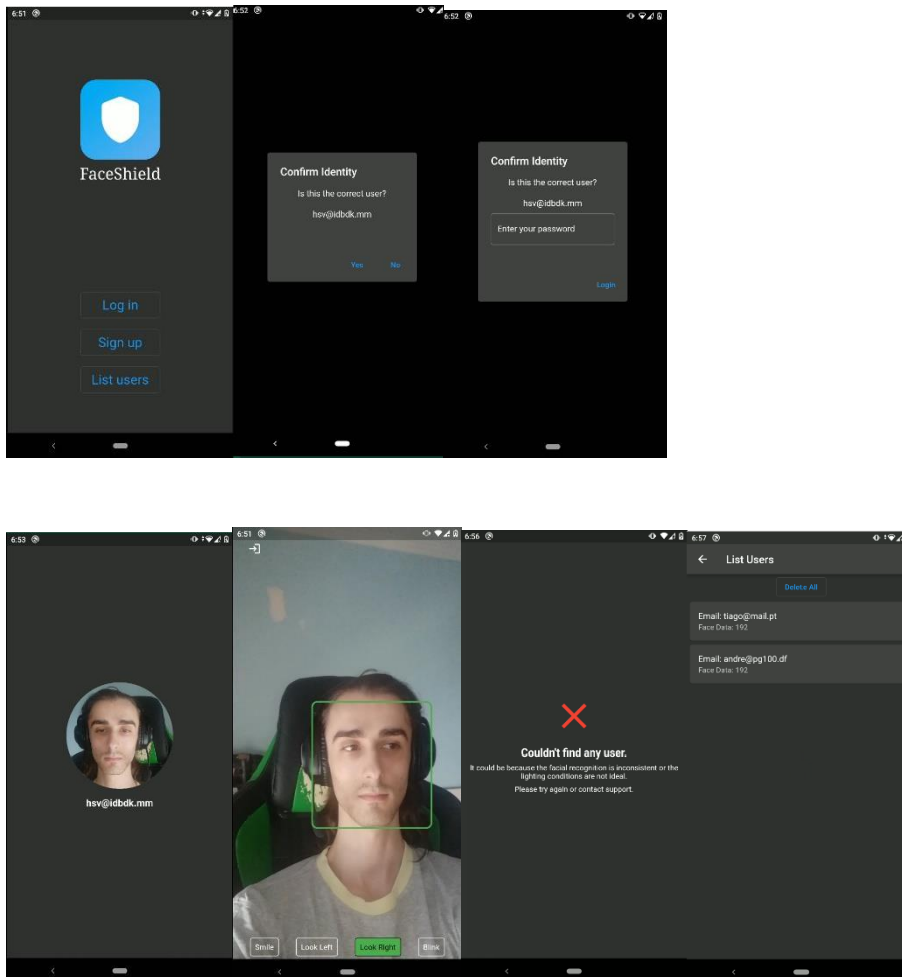 6:51
FaceShield
Log in
Sign up
List users
6:52
Confirm Identity
Is this the correct user?
hsv@idbdk.mm
Yes No
6:52
Confirm Identity
Is this the correct user?
hsv@idbdk.mm
Enter your password
Login
6:53
hsv@idbdk.mm
6:51
Smile Look Left Look Right Blink
6:56
Couldn't find any user.
It could be because the facial recognition is inconsistent or the
lighting conditions are not ideal.
Please try again or contact support.
6:57
List Users
Delete All
Email: tiago@mail.pt
Face Data: 192
Email: andre@pg100.df
Face Data: 192